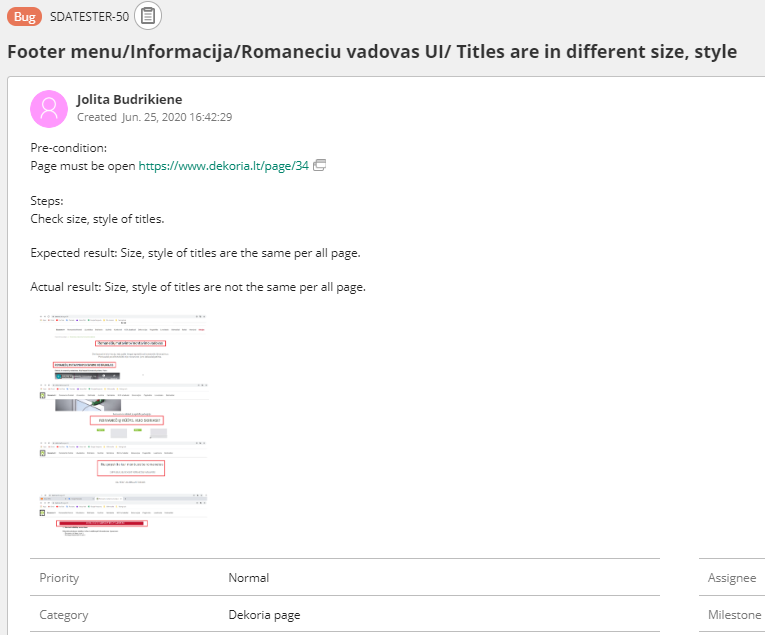 Bug SDATESTER-50
Footer menu/Informacija/Romaneciu vadovas UI/ Titles are in different size, style
Jolita Budrikiene
Created Jun. 25, 2020 16:42:29
Pre-condition:
Page must be open https://www.dekoria.lt/page/34
Steps:
Check size, style of titles.
Expected result: Size, style of titles are the same per all page.
Actual result: Size, style of titles are not the same per all page.
Priority Normal Assignee
Category Dekoria page Milestone